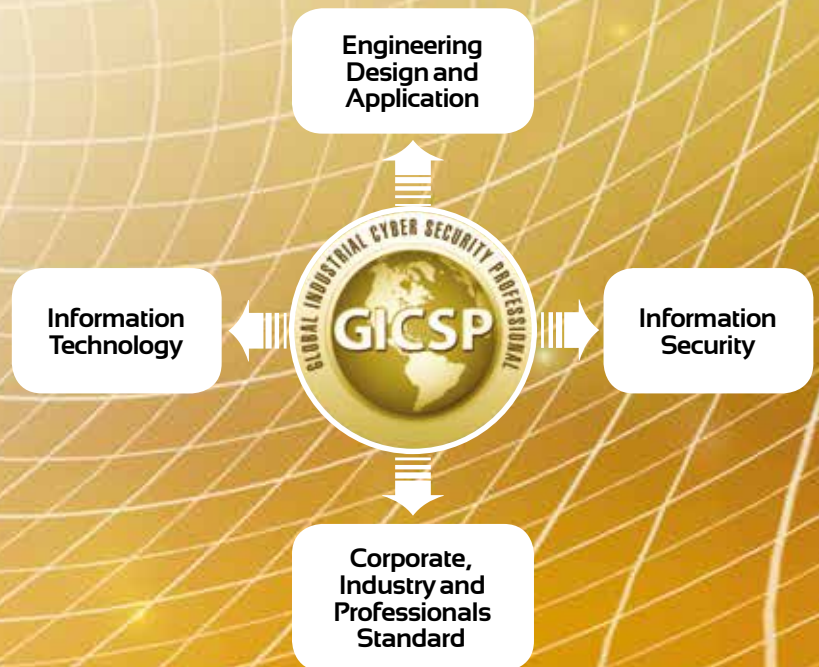 Engineering
Design and
Application
GLOBAL INDUSTRIAL CYBER SECURITY PROFESSIONAL
GICSP
Information
Technology
Information
Security
Corporate,
Industry and
Professionals
Standard